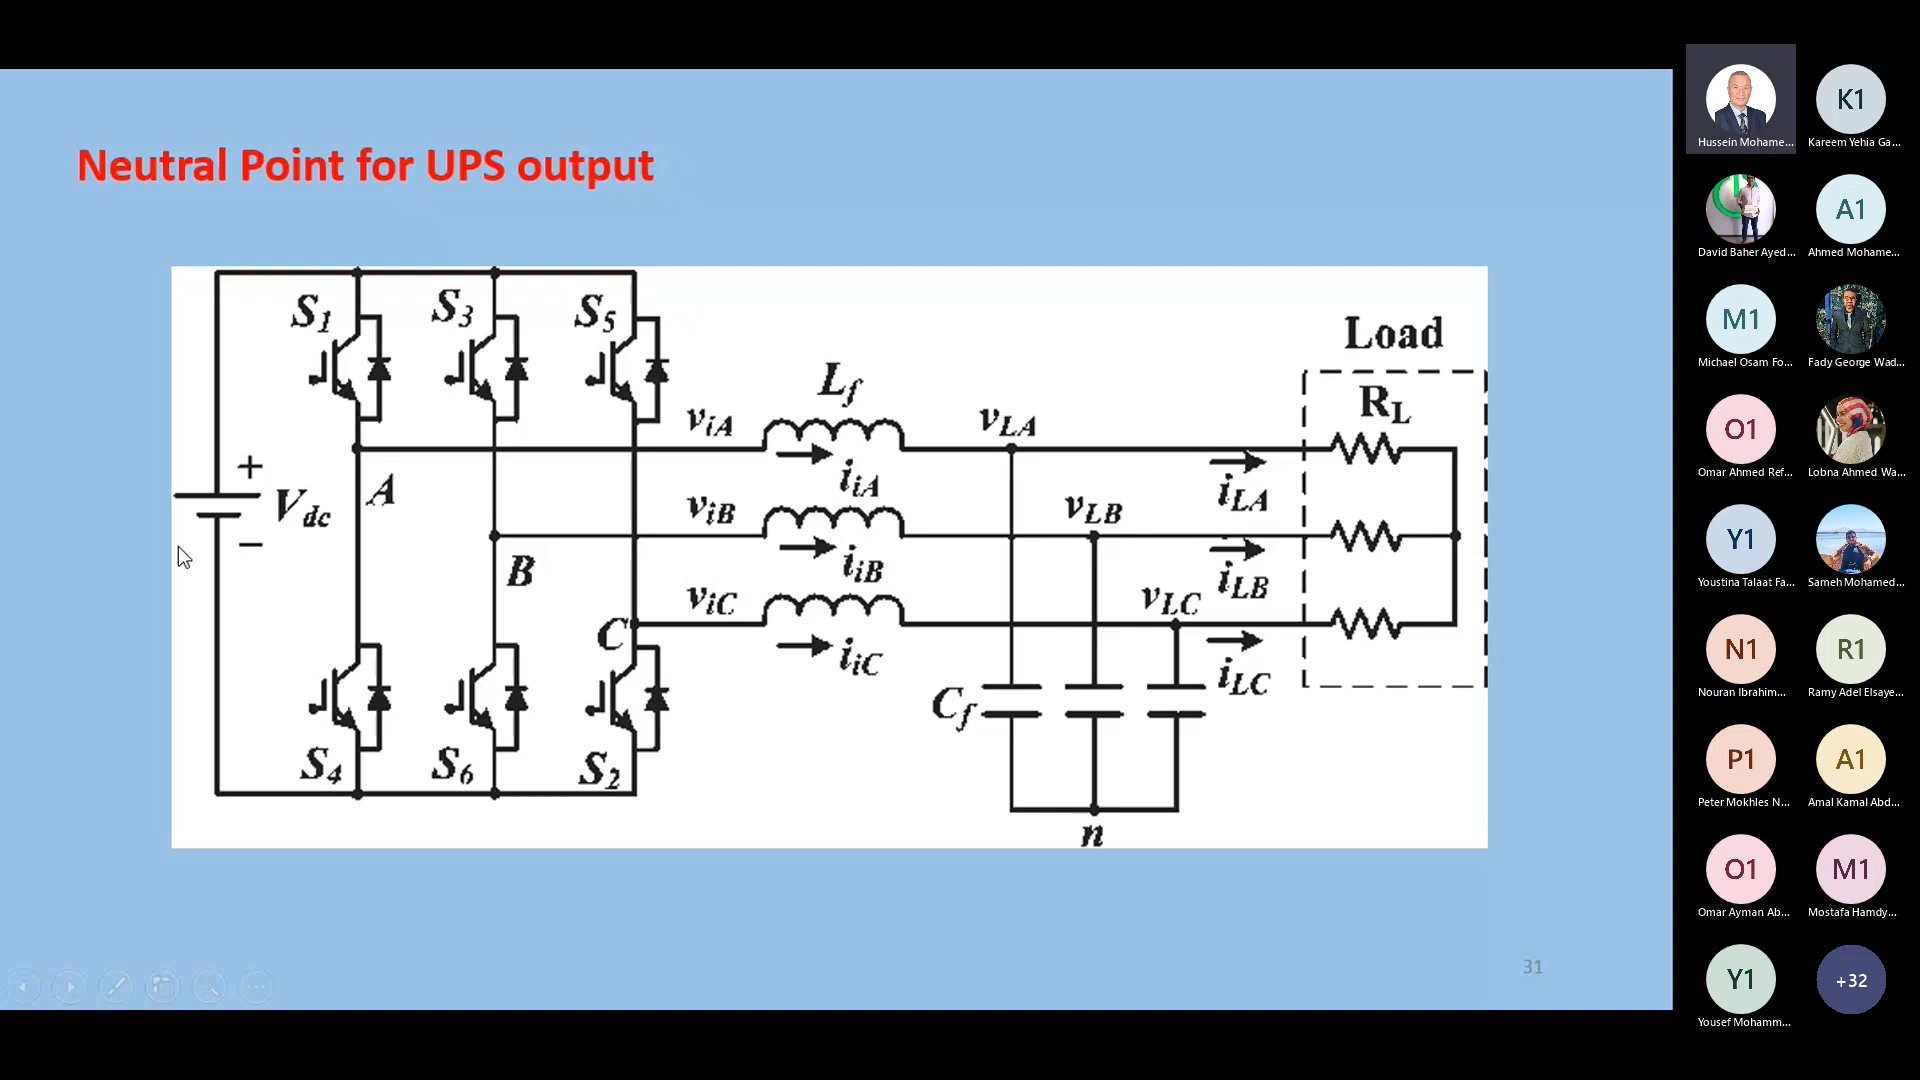 Neutral Point for UPS output
S1
S3
S5
Load
RL
Lf
viA
vLA
iiA
iLA
+
Vdc
−
A
viB
vLB
iiB
iLB
B
viC
vLC
C
iiC
iLC
Cf
S4
S6
S2
n
31
Hussein Mohame...
K1
Kareem Yehia Ga...
David Baher Ayed...
A1
Ahmed Mohame...
M1
Michael Osam Fo...
Fady George Wad...
O1
Omar Ahmed Ref...
Lobna Ahmed Wa...
Y1
Youstina Talaat Fa...
Sameh Mohamed...
N1
Nouran Ibrahim...
R1
Ramy Adel Elsaye...
P1
Peter Mokhles N...
A1
Amal Kamal Abd...
O1
Omar Ayman Ab...
M1
Mostafa Hamdy...
Y1
Yousef Mohamm...
+32